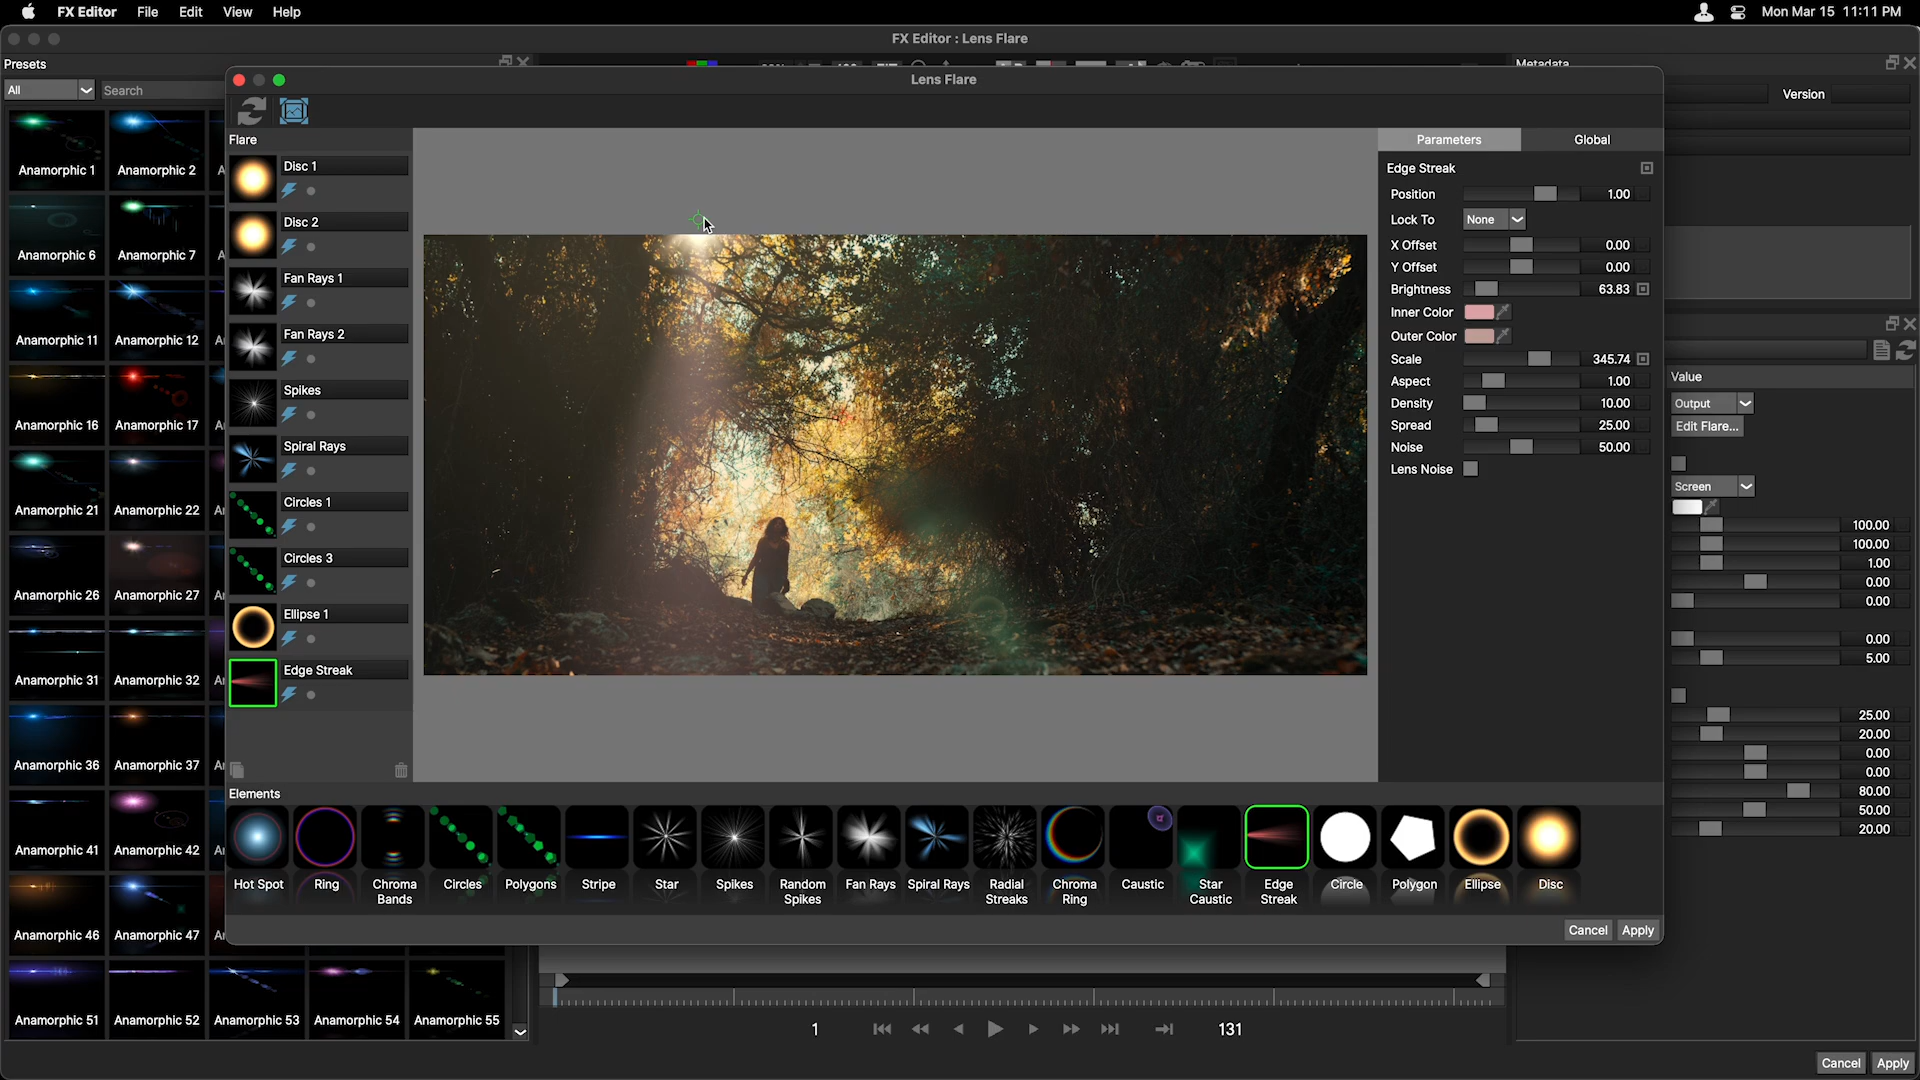 FX Editor File Edit View Help Mon Mar 15 11:11 PM
FX Editor : Lens Flare
Presets
Metadata
All Search
Version
Lens Flare
Flare
Disc 1
Disc 2
Fan Rays 1
Fan Rays 2
Spikes
Spiral Rays
Circles 1
Circles 3
Ellipse 1
Edge Streak
Parameters Global
Edge Streak
Position 1.00
Lock To None
X Offset 0.00
Y Offset 0.00
Brightness 63.83
Inner Color
Outer Color
Scale 345.74
Aspect 1.00
Density 10.00
Spread 25.00
Noise 50.00
Lens Noise
Anamorphic 1 Anamorphic 2
Anamorphic 6 Anamorphic 7
Anamorphic 11 Anamorphic 12
Anamorphic 16 Anamorphic 17
Anamorphic 21 Anamorphic 22
Anamorphic 26 Anamorphic 27
Anamorphic 31 Anamorphic 32
Anamorphic 36 Anamorphic 37
Anamorphic 41 Anamorphic 42
Anamorphic 46 Anamorphic 47
Anamorphic 51 Anamorphic 52 Anamorphic 53 Anamorphic 54 Anamorphic 55
Elements
Hot Spot
Ring
Chroma
Bands
Circles
Polygons
Stripe
Star
Spikes
Random
Spikes
Fan Rays
Spiral Rays
Radial
Streaks
Chroma
Ring
Caustic
Star
Caustic
Edge
Streak
Circle
Polygon
Ellipse
Disc
Cancel Apply
Value
Output
Edit Flare...
Screen
100.00
100.00
1.00
0.00
0.00
0.00
5.00
25.00
20.00
0.00
0.00
80.00
50.00
20.00
1 131
Cancel Apply